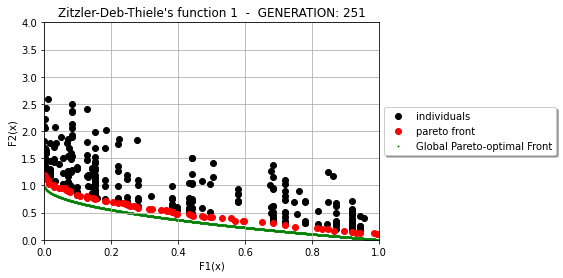 Zitzler-Deb-Thiele's function 1 - GENERATION: 251
4.0
3.5
3.0
2.5
2.0
1.5
1.0
0.5
0.0
F2(x)
0.0 0.2 0.4 0.6 0.8 1.0
F1(x)
individuals
pareto front
Global Pareto-optimal Front